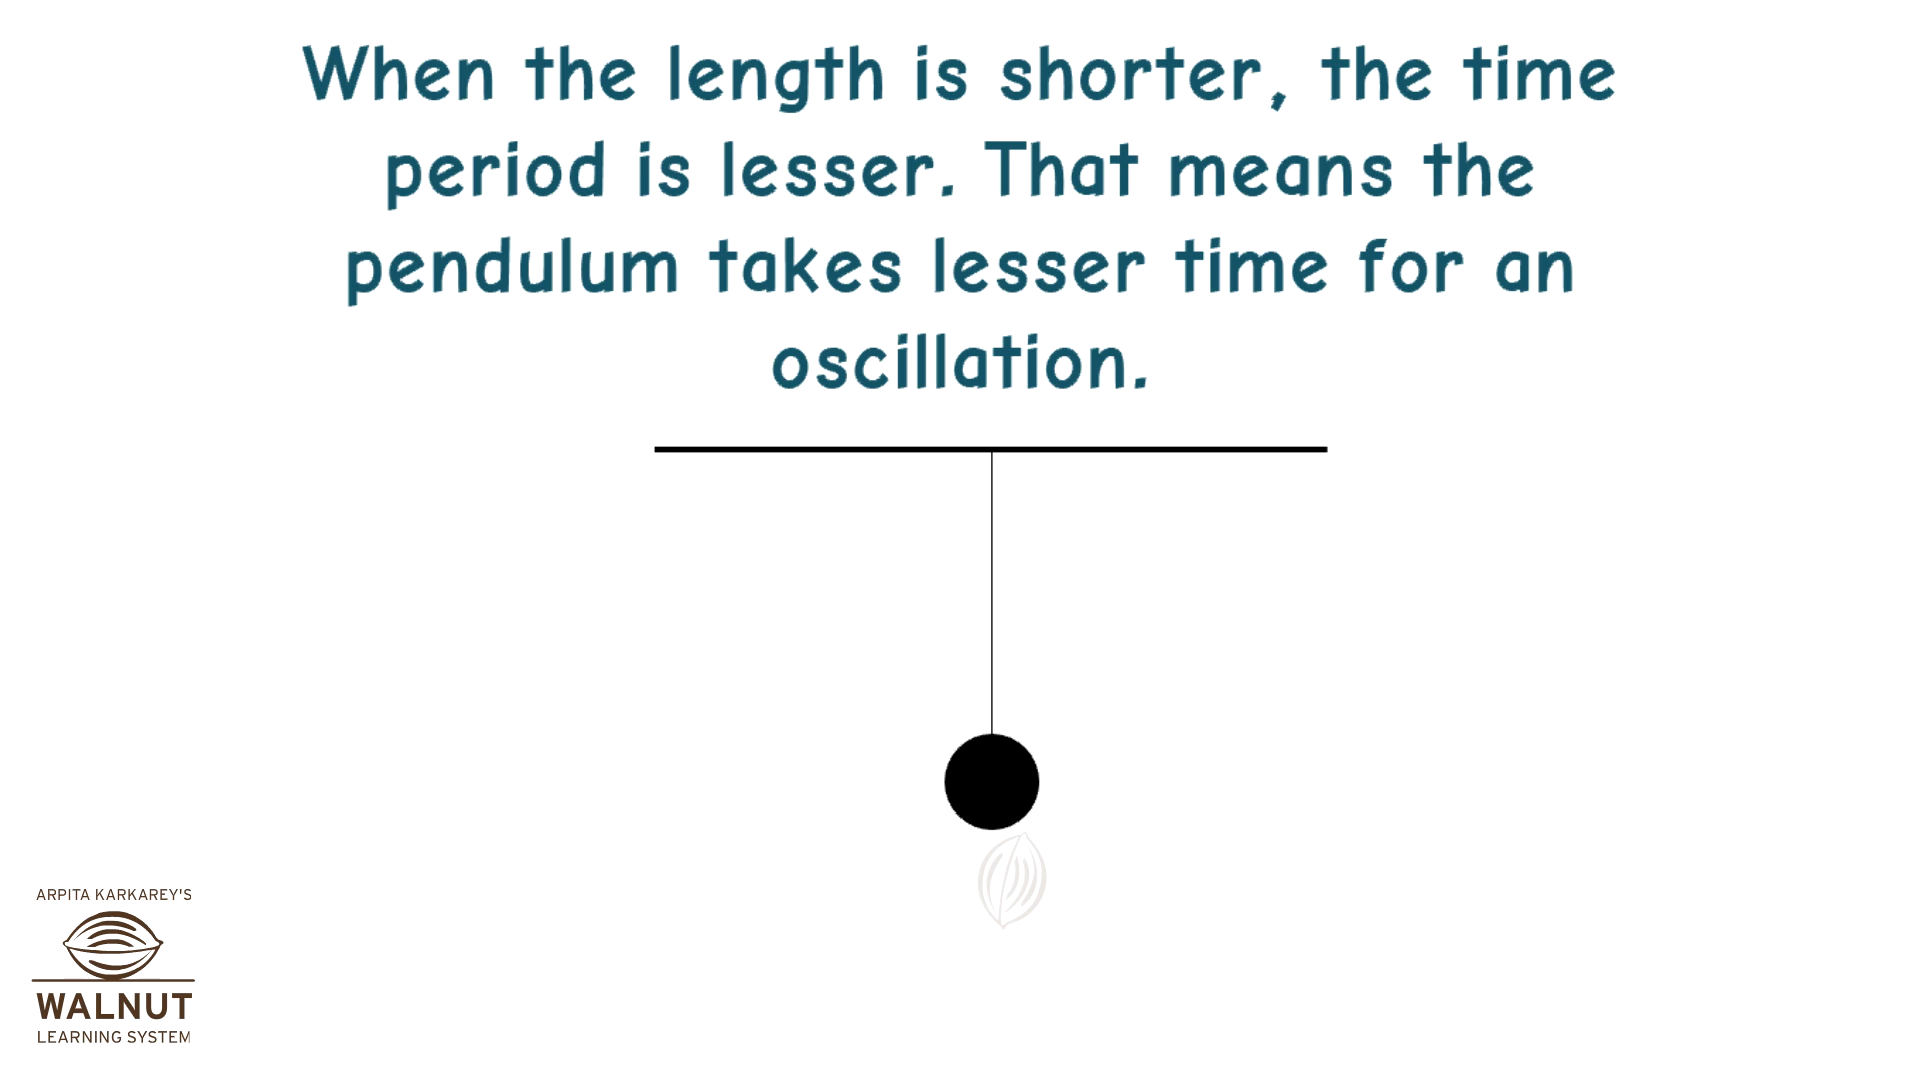 When the length is shorter, the time
period is lesser. That means the
pendulum takes lesser time for an
oscillation.
ARPITA KARKAREY'S
WALNUT
LEARNING SYSTEM